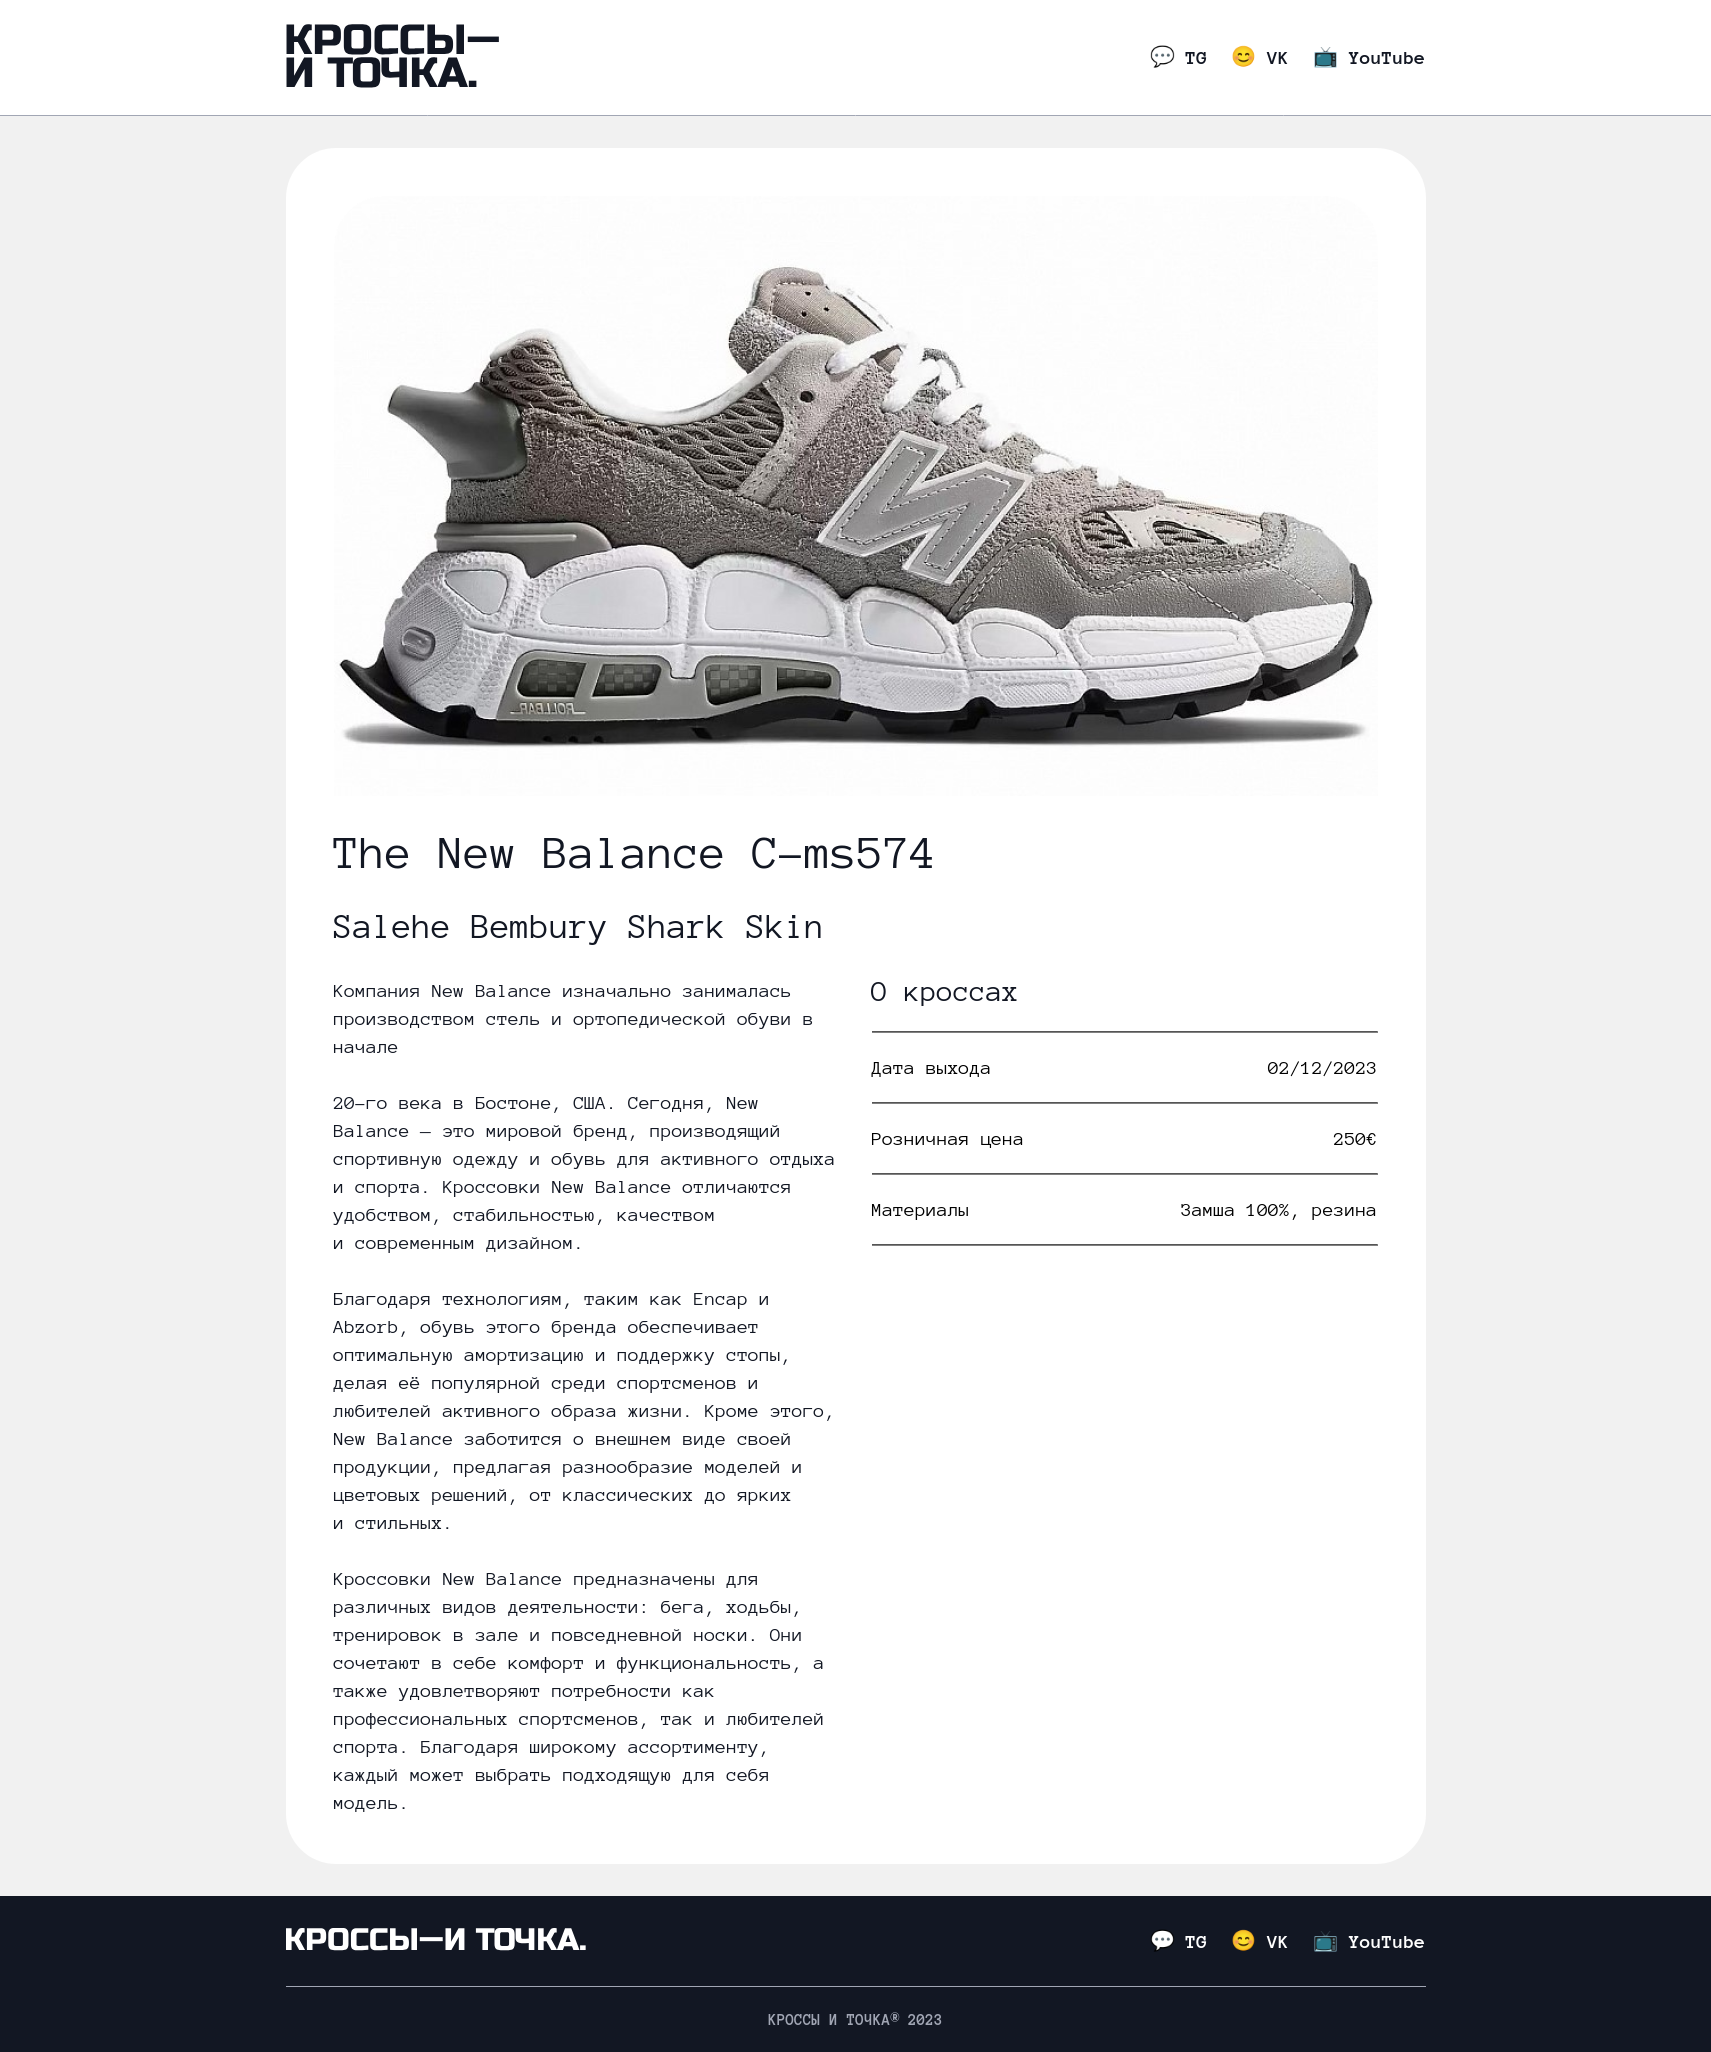 КРОССЫ—
И ТОЧКА.
💬 TG 😊 VK 📺 YouTube
ROLLBAR
The New Balance C-ms574
Salehe Bembury Shark Skin
Компания New Balance изначально занималась
производством стель и ортопедической обуви в
начале
20-го века в Бостоне, США. Сегодня, New
Balance — это мировой бренд, производящий
спортивную одежду и обувь для активного отдыха
и спорта. Кроссовки New Balance отличаются
удобством, стабильностью, качеством
и современным дизайном.
Благодаря технологиям, таким как Encap и
Abzorb, обувь этого бренда обеспечивает
оптимальную амортизацию и поддержку стопы,
делая её популярной среди спортсменов и
любителей активного образа жизни. Кроме этого,
New Balance заботится о внешнем виде своей
продукции, предлагая разнообразие моделей и
цветовых решений, от классических до ярких
и стильных.
Кроссовки New Balance предназначены для
различных видов деятельности: бега, ходьбы,
тренировок в зале и повседневной носки. Они
сочетают в себе комфорт и функциональность, а
также удовлетворяют потребности как
профессиональных спортсменов, так и любителей
спорта. Благодаря широкому ассортименту,
каждый может выбрать подходящую для себя
модель.
О кроссах
Дата выхода 02/12/2023
Розничная цена 250€
Материалы Замша 100%, резина
КРОССЫ—И ТОЧКА.
💬 TG 😊 VK 📺 YouTube
КРОССЫ И ТОЧКА® 2023